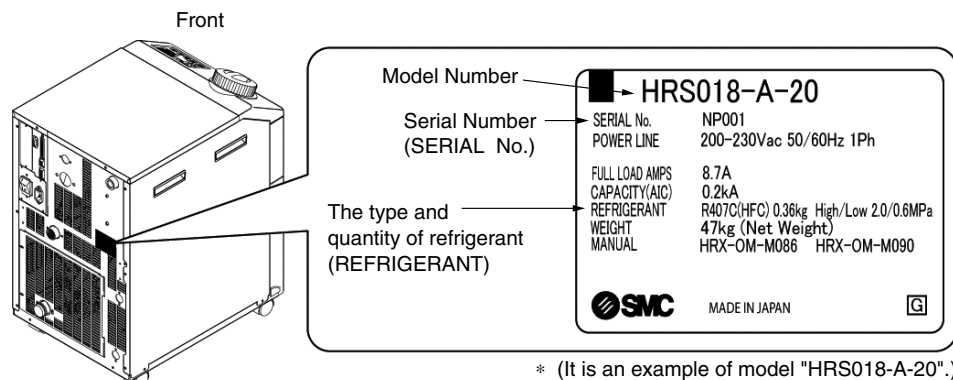 Front
Model Number
Serial Number
(SERIAL No.)
The type and
quantity of refrigerant
(REFRIGERANT)
HRS018-A-20
SERIAL No. NP001
POWER LINE 200-230Vac 50/60Hz 1Ph
FULL LOAD AMPS 8.7A
CAPACITY(AIC) 0.2kA
REFRIGERANT R407C(HFC) 0.36kg High/Low 2.0/0.6MPa
WEIGHT 47kg (Net Weight)
MANUAL HRX-OM-M086 HRX-OM-M090
SMC MADE IN JAPAN G
* (It is an example of model "HRS018-A-20".)